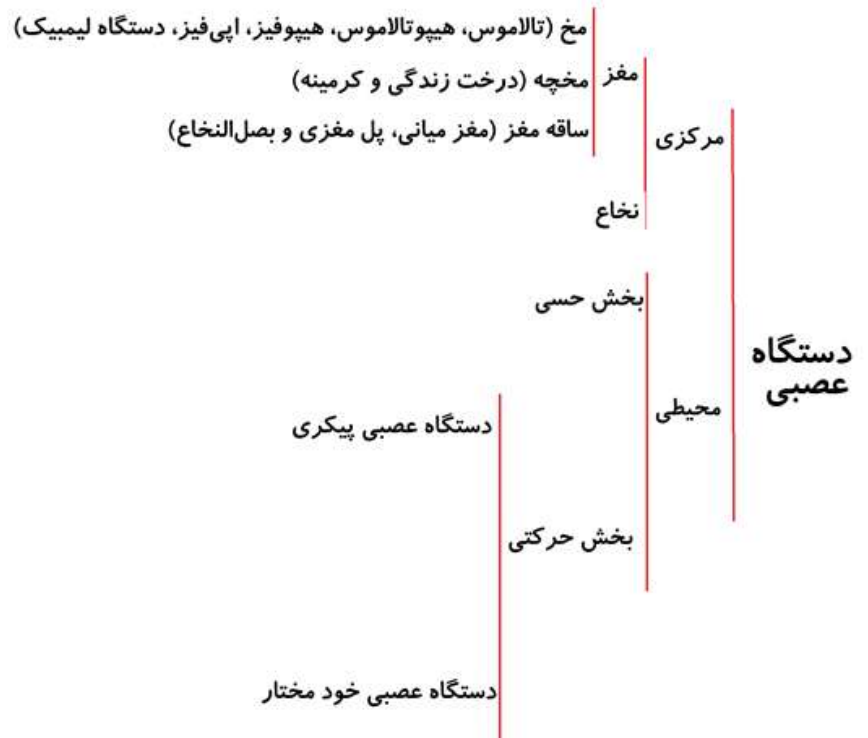 دستگاه
عصبی
مرکزی
مغز
مخ (تالاموس، هیپوتالاموس، هیپوفیز، اپی‌فیز، دستگاه لیمبیک)
مخچه (درخت زندگی و کرمینه)
ساقه مغز (مغز میانی، پل مغزی و بصل‌النخاع)
نخاع
محیطی
بخش حسی
بخش حرکتی
دستگاه عصبی پیکری
دستگاه عصبی خود مختار